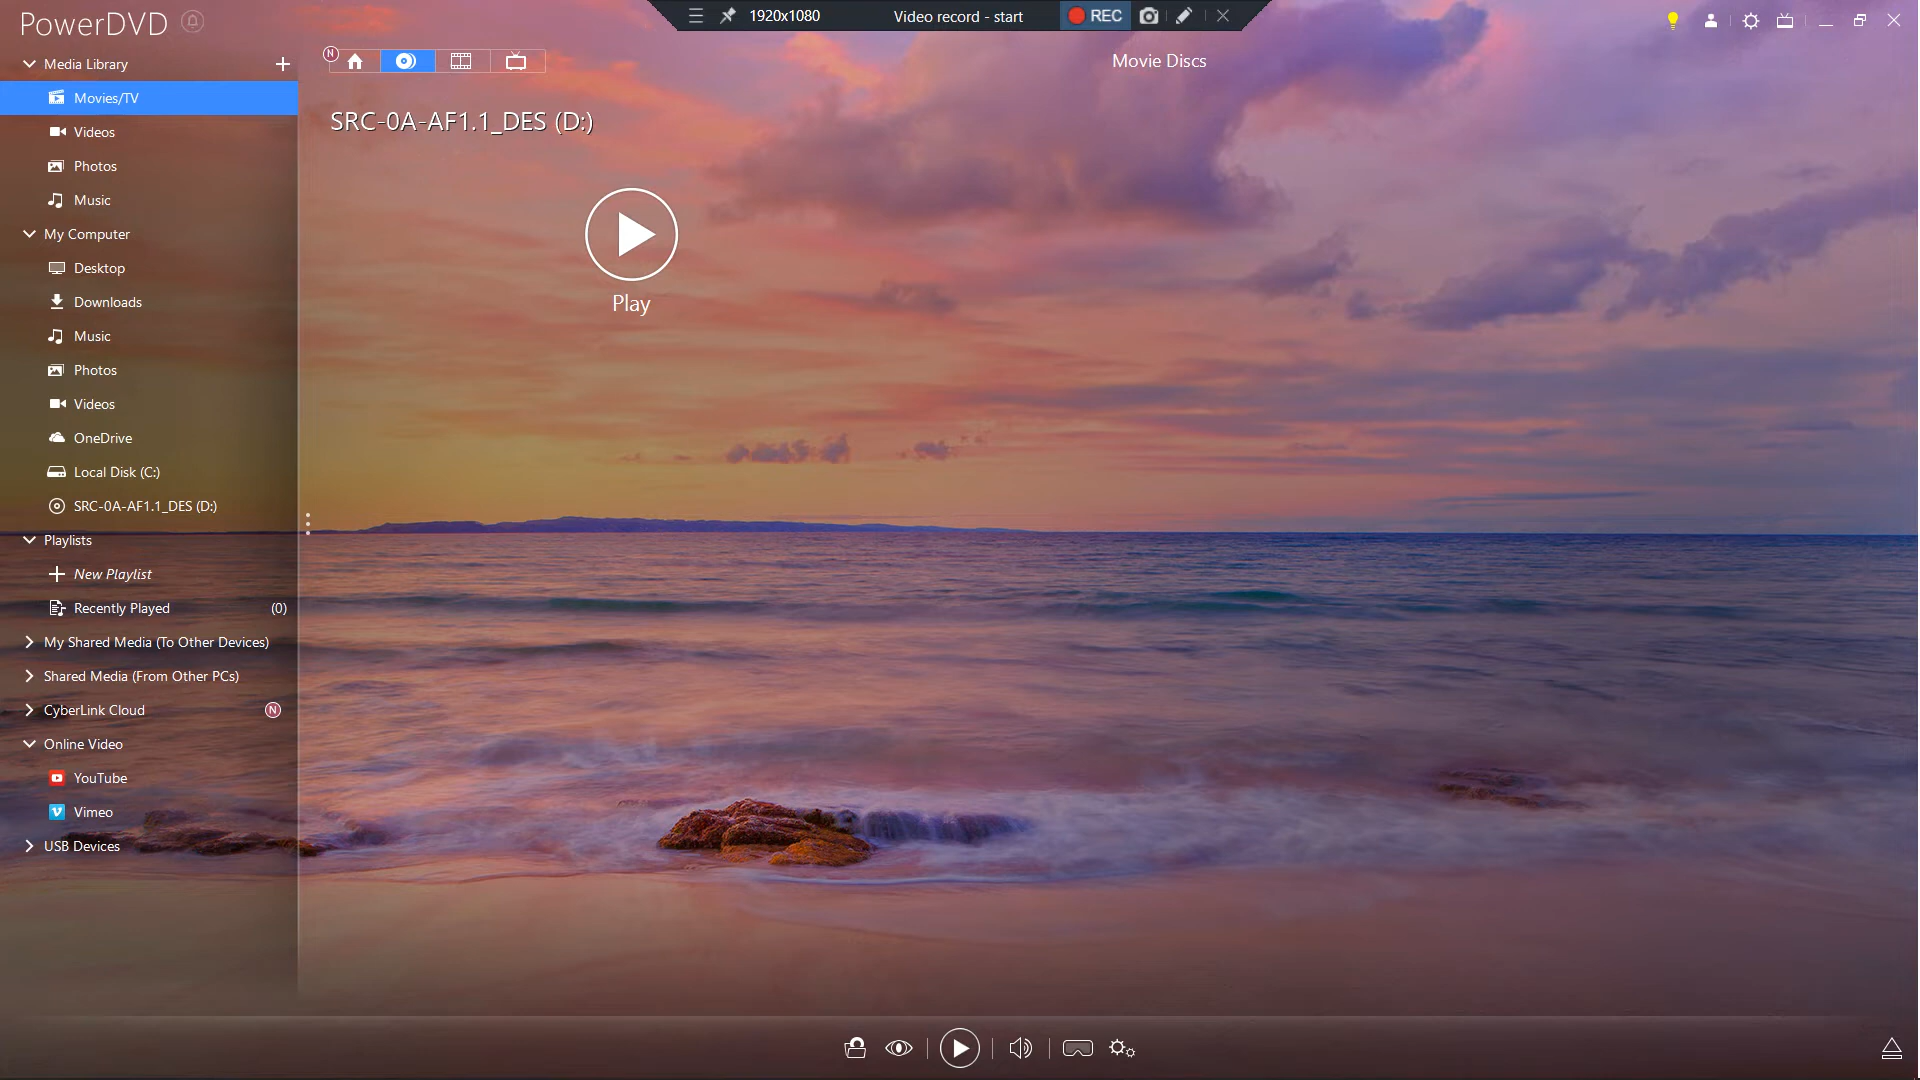 PowerDVD
1920x1080
Video record - start
REC
Media Library
N
Movie Discs
Movies/TV
SRC-0A-AF1.1_DES (D:)
Videos
Photos
Music
My Computer
Desktop
Play
Downloads
Music
Photos
Videos
OneDrive
Local Disk (C:)
SRC-0A-AF1.1_DES (D:)
Playlists
New Playlist
Recently Played (0)
My Shared Media (To Other Devices)
Shared Media (From Other PCs)
CyberLink Cloud N
Online Video
YouTube
Vimeo
USB Devices